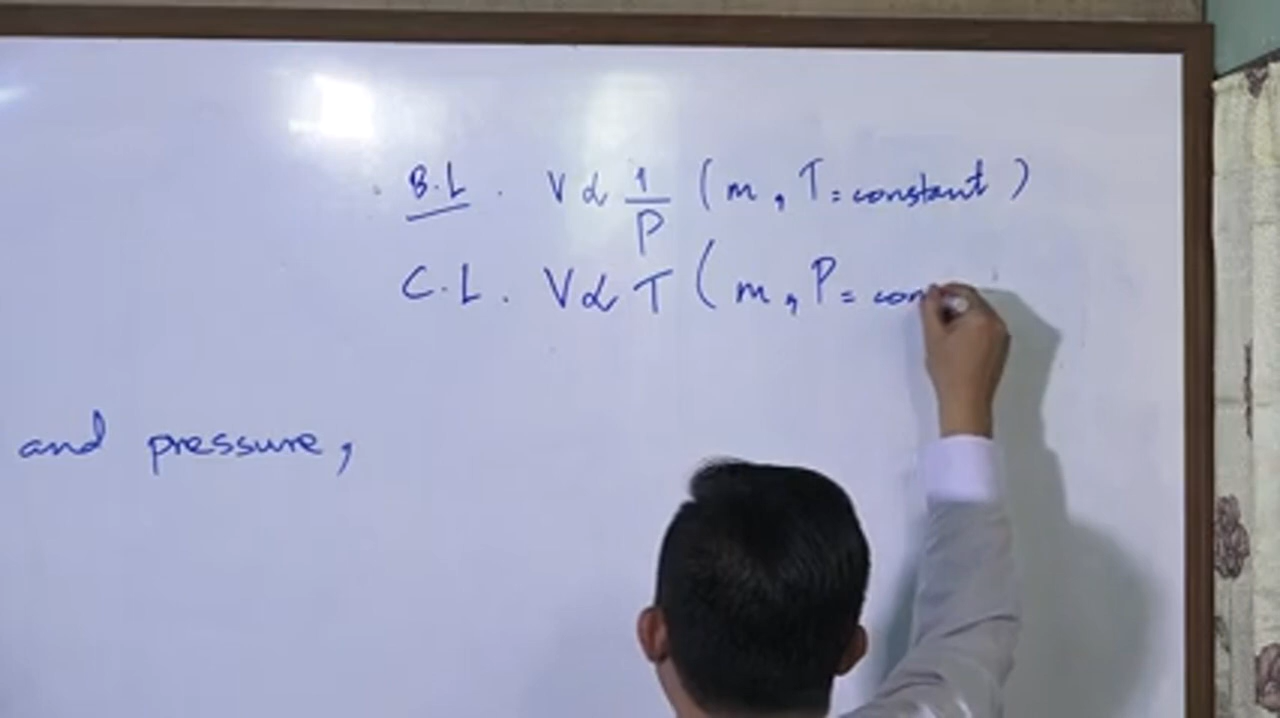 B.L. V ∝ 1/P (m, T = constant)
C.L. V ∝ T (m, P = con
and pressure,